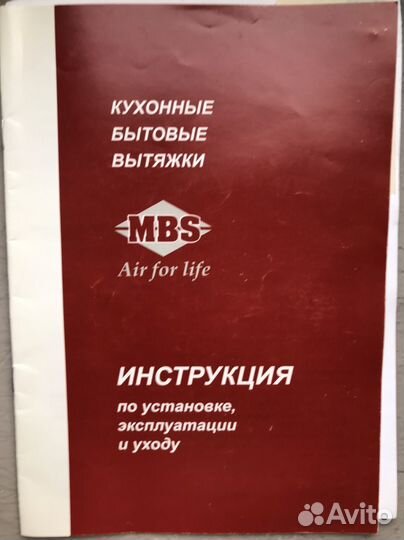 КУХОННЫЕ
БЫТОВЫЕ
ВЫТЯЖКИ
MBS
Air for life
ИНСТРУКЦИЯ
по установке,
эксплуатации
и уходу
Avito